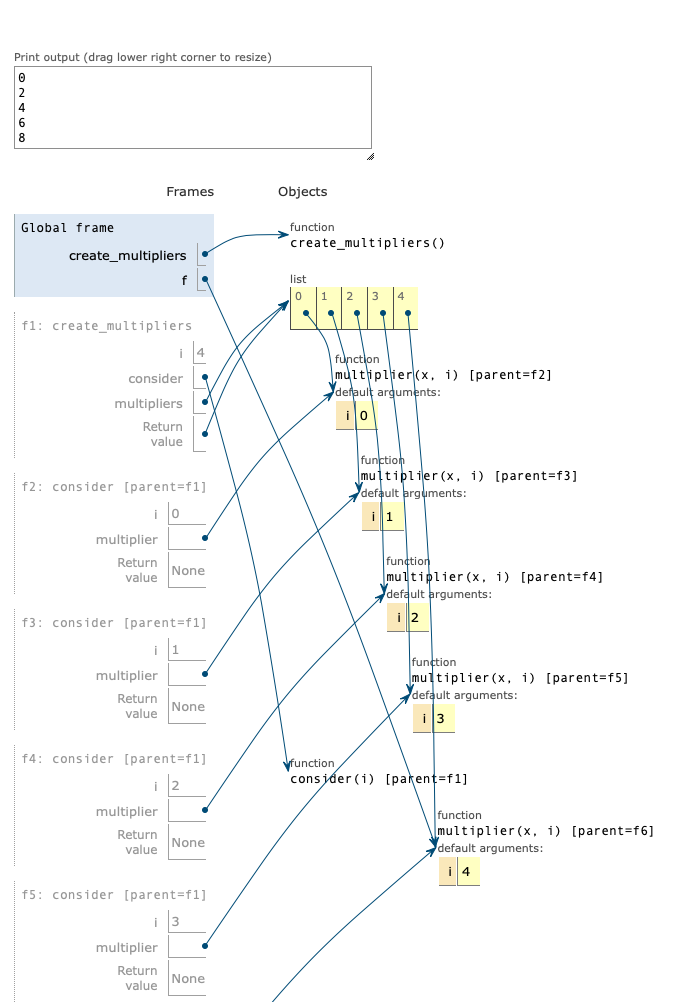 Print output (drag lower right corner to resize)
0
2
4
6
8
Frames
Objects
Global frame
create_multipliers
f
function
create_multipliers()
list
0 1 2 3 4
f1: create_multipliers
i 4
consider
multipliers
Return
value
function
multiplier(x, i) [parent=f2]
default arguments:
i 0
f2: consider [parent=f1]
i 0
multiplier
Return
value None
function
multiplier(x, i) [parent=f3]
default arguments:
i 1
function
multiplier(x, i) [parent=f4]
default arguments:
i 2
f3: consider [parent=f1]
i 1
multiplier
Return
value None
function
multiplier(x, i) [parent=f5]
default arguments:
i 3
f4: consider [parent=f1]
i 2
multiplier
Return
value None
function
consider(i) [parent=f1]
function
multiplier(x, i) [parent=f6]
default arguments:
i 4
f5: consider [parent=f1]
i 3
multiplier
Return
value None